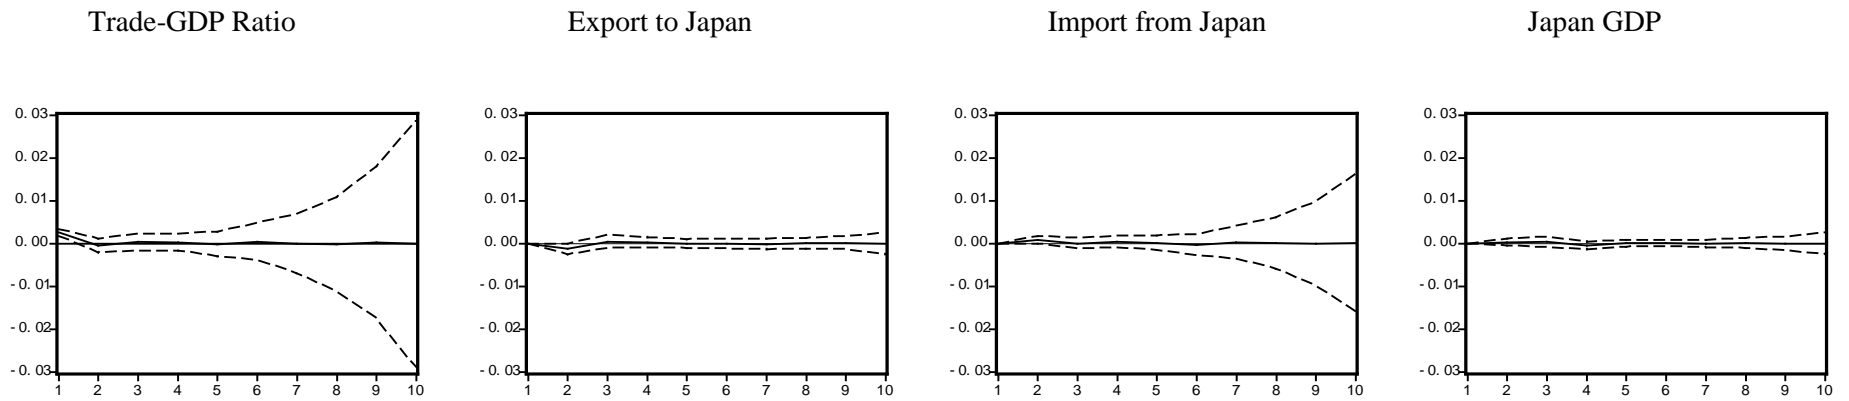 Trade-GDP Ratio Export to Japan Import from Japan Japan GDP
0. 03 0. 03 0. 03 0. 03
0. 02 0. 02 0. 02 0. 02
0. 01 0. 01 0. 01 0. 01
0. 00 0. 00 0. 00 0. 00
- 0. 01 - 0. 01 - 0. 01 - 0. 01
- 0. 02 - 0. 02 - 0. 02 - 0. 02
- 0. 03 - 0. 03 - 0. 03 - 0. 03
1 2 3 4 5 6 7 8 9 10 1 2 3 4 5 6 7 8 9 10 1 2 3 4 5 6 7 8 9 10 1 2 3 4 5 6 7 8 9 10